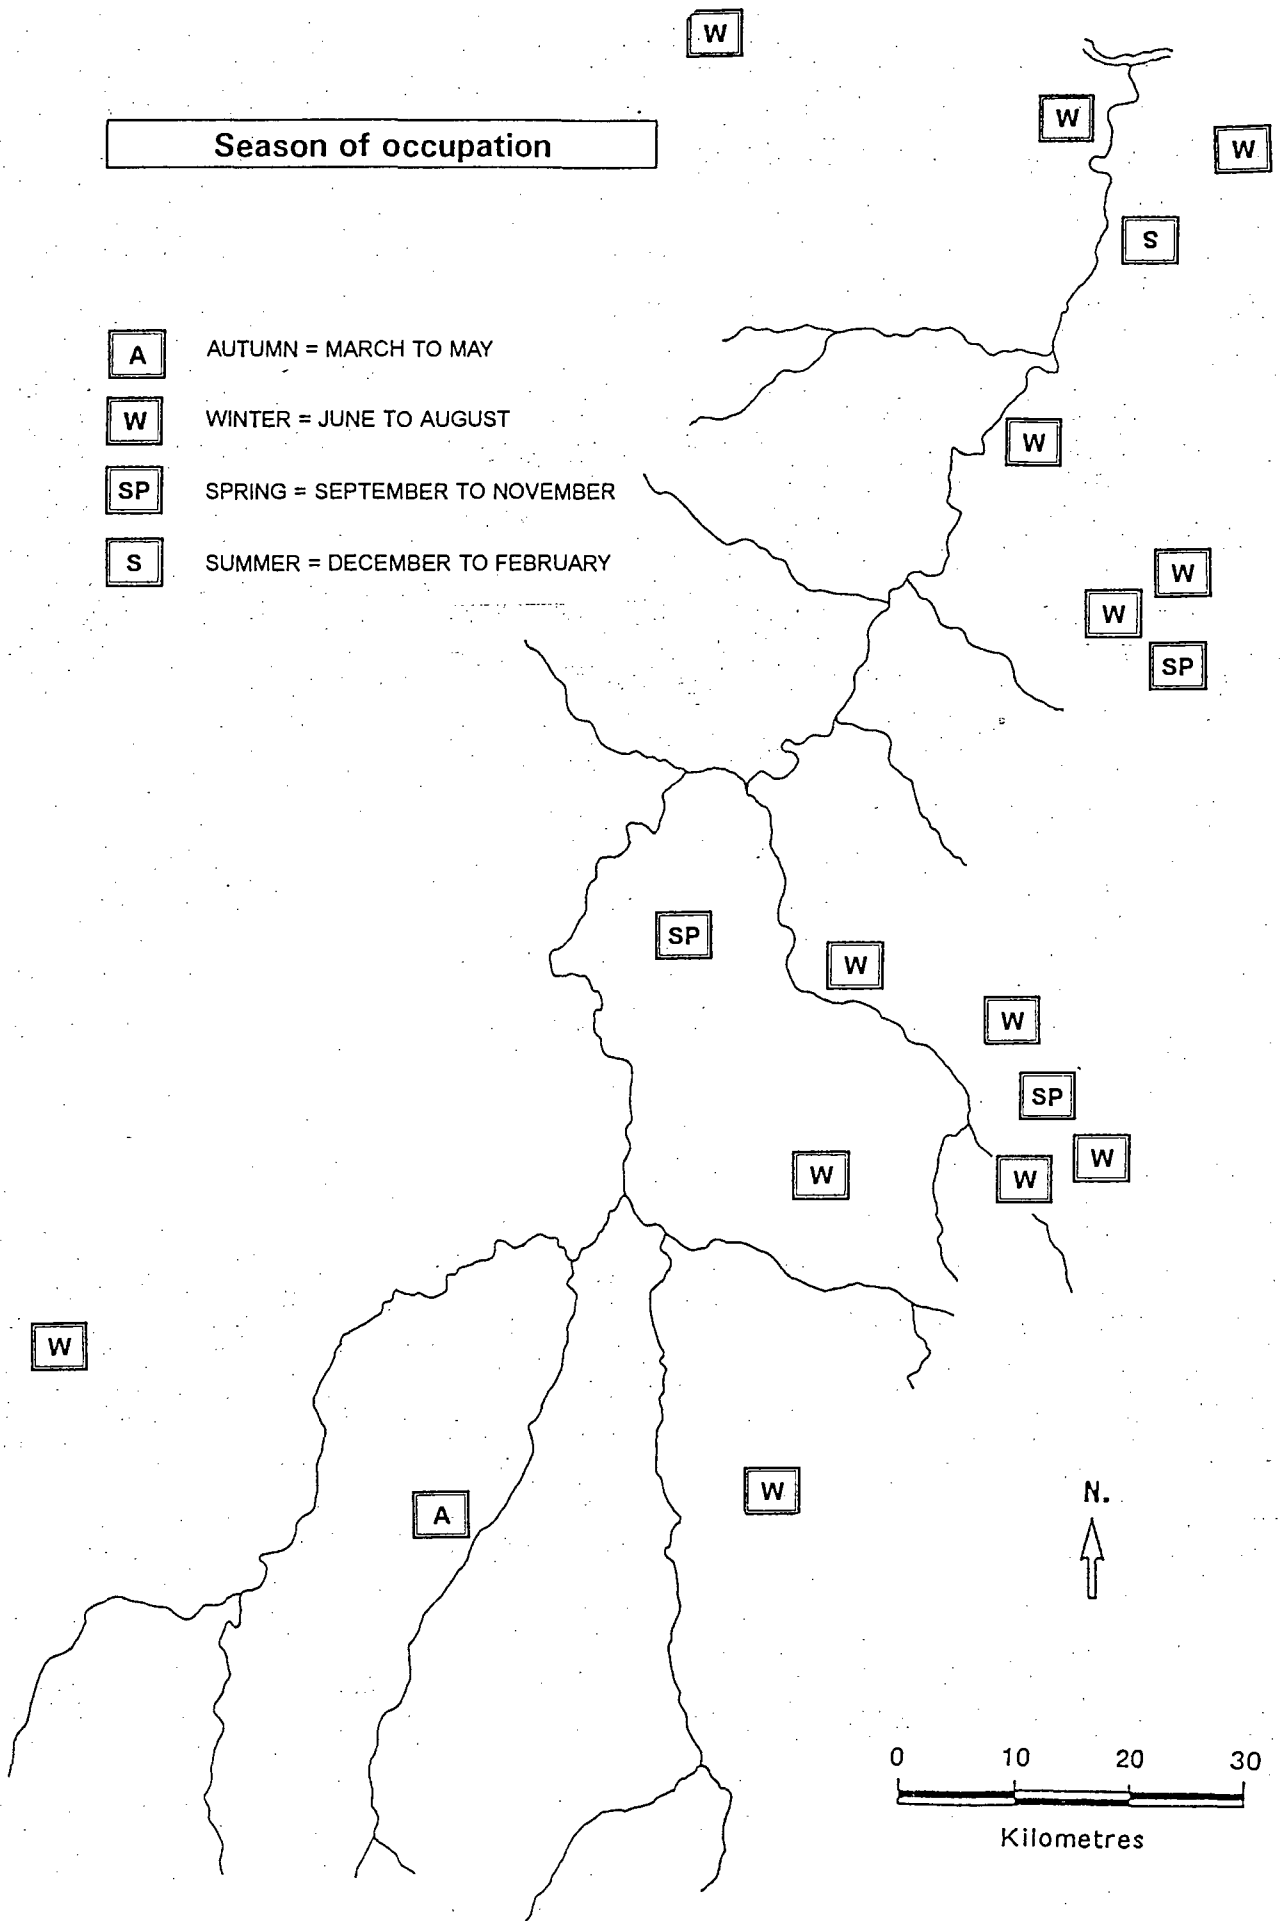 W
W
Season of occupation
W
S
A AUTUMN = MARCH TO MAY
W WINTER = JUNE TO AUGUST
W
SP SPRING = SEPTEMBER TO NOVEMBER
S SUMMER = DECEMBER TO FEBRUARY
W
W
SP
SP
W
W
SP
W
W
W
W
W
A
N.
0 10 20 30
Kilometres